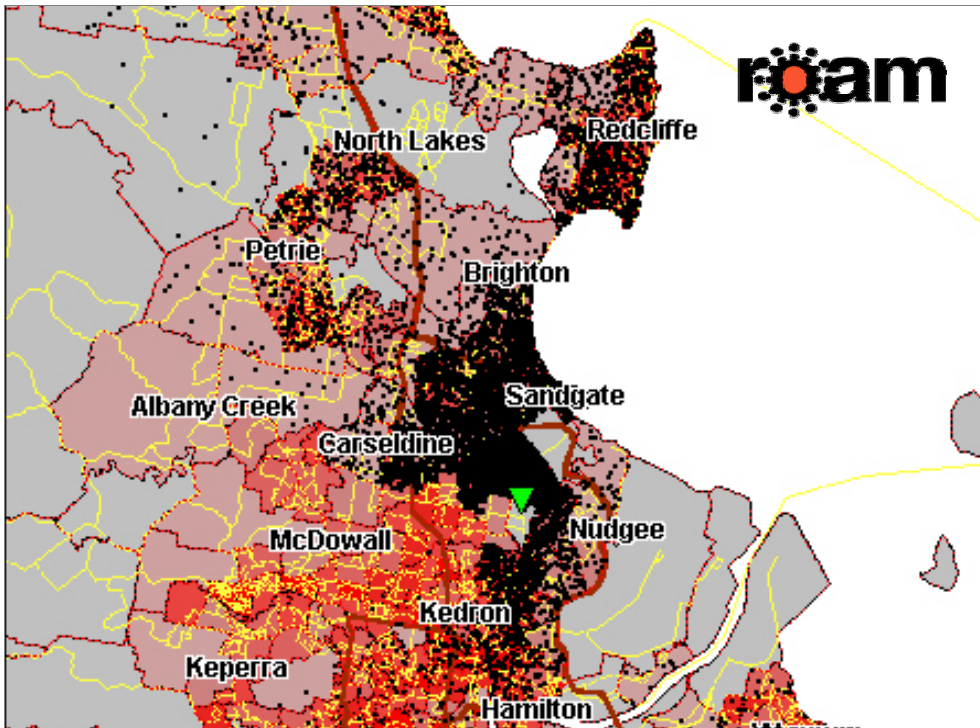 roam
Redcliffe
North Lakes
Petrie
Brighton
Sandgate
Albany Creek
Carseldine
Nudgee
McDowall
Kedron
Keperra
Hamilton